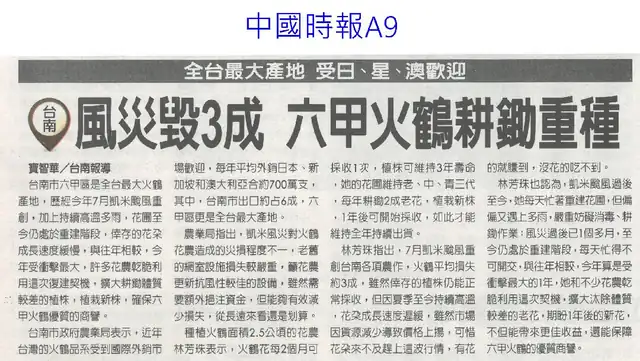 中國時報A9
全台最大產地 受日、星、澳歡迎
台南
風災毀3成 六甲火鶴耕鋤重種
寶智華／台南報導
台南市六甲區是全台最大火鶴
產地，歷經今年7月凱米颱風重
創，加上持續高溫多雨，花圃至
今仍處於重建階段，倖存的花朵
成長速度緩慢，與往年相較，今
年受衝擊最大，許多花農乾脆利
用這次復建契機，擴大耕鋤體質
較差的植株，植栽新株，確保六
甲火鶴優質的商譽。
台南市政府農業局表示，近年
台灣的火鶴品系受到國際外銷市
場歡迎，每年平均外銷日本、新
加坡和澳大利亞合約700萬支，
其中，台南市出口約占6成，六
甲區更是全台最大產地。
農業局指出，凱米風災對火鶴
花農造成的災損程度不一，老舊
的網室設施損失較嚴重，籲花農
更新抗風性較佳的設備，雖然需
要額外挹注資金，但能夠有效減
少損失，從長遠來看還是划算。
種植火鶴面積2.5公頃的花農
林芳珠表示，火鶴花每2個月可
採收1次，植株可維持3年壽命
，她的花圃維持老、中、青三代
，每年耕鋤2成老花，植栽新株
，1年後可開始採收，如此才能
維持全年持續出貨。
林芳珠指出，7月凱米颱風重
創台南各項農作，火鶴平均損失
約3成，雖然倖存的植株仍能正
常採收，但因夏季至今持續高溫
，花朵成長速度緩慢，雖然市場
因貨源減少導致價格上揚，可惜
花朵來不及趕上這波行情，有花
的就賺到，沒花的吃不到。
林芳珠也認為，凱米颱風過後
至今，她每天忙著重建花圃，但偏
偏又遇上多雨，嚴重妨礙消毒、耕
鋤作業；風災過後已1個多月，至
今仍處於重建階段，每天忙得不
可開交，與往年相較，今年算是受
衝擊最大的1年，她和不少花農乾
脆利用這次契機，擴大汰除體質
較差的老花，期盼1年後的新花，
不但能帶來更佳收益，還能保障
六甲火鶴的優質商譽。